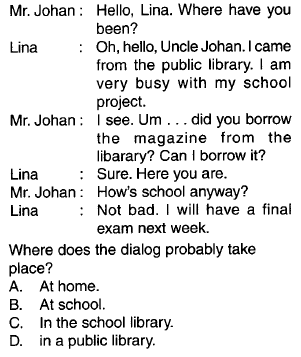 Mr. Johan : Hello, Lina. Where have you
been?
Lina : Oh, hello, Uncle Johan. I came
from the public library. I am
very busy with my school
project.
Mr. Johan : I see. Um . . . did you borrow
the magazine from the
libarary? Can I borrow it?
Lina : Sure. Here you are.
Mr. Johan : How's school anyway?
Lina : Not bad. I will have a final
exam next week.
Where does the dialog probably take
place?
A. At home.
B. At school.
C. In the school library.
D. in a public library.